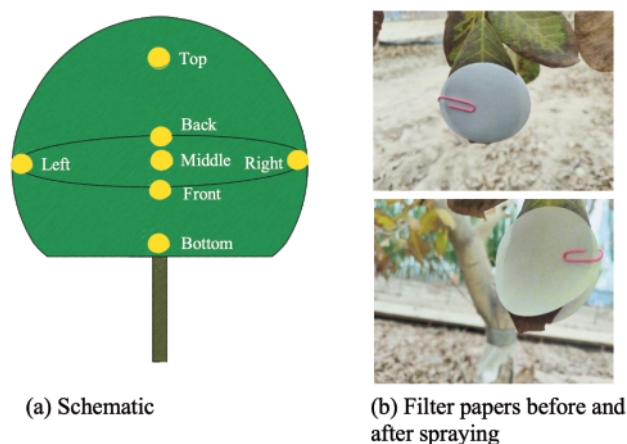 Top
Back
Left
Middle
Right
Front
Bottom
(a) Schematic
(b) Filter papers before and
after spraying